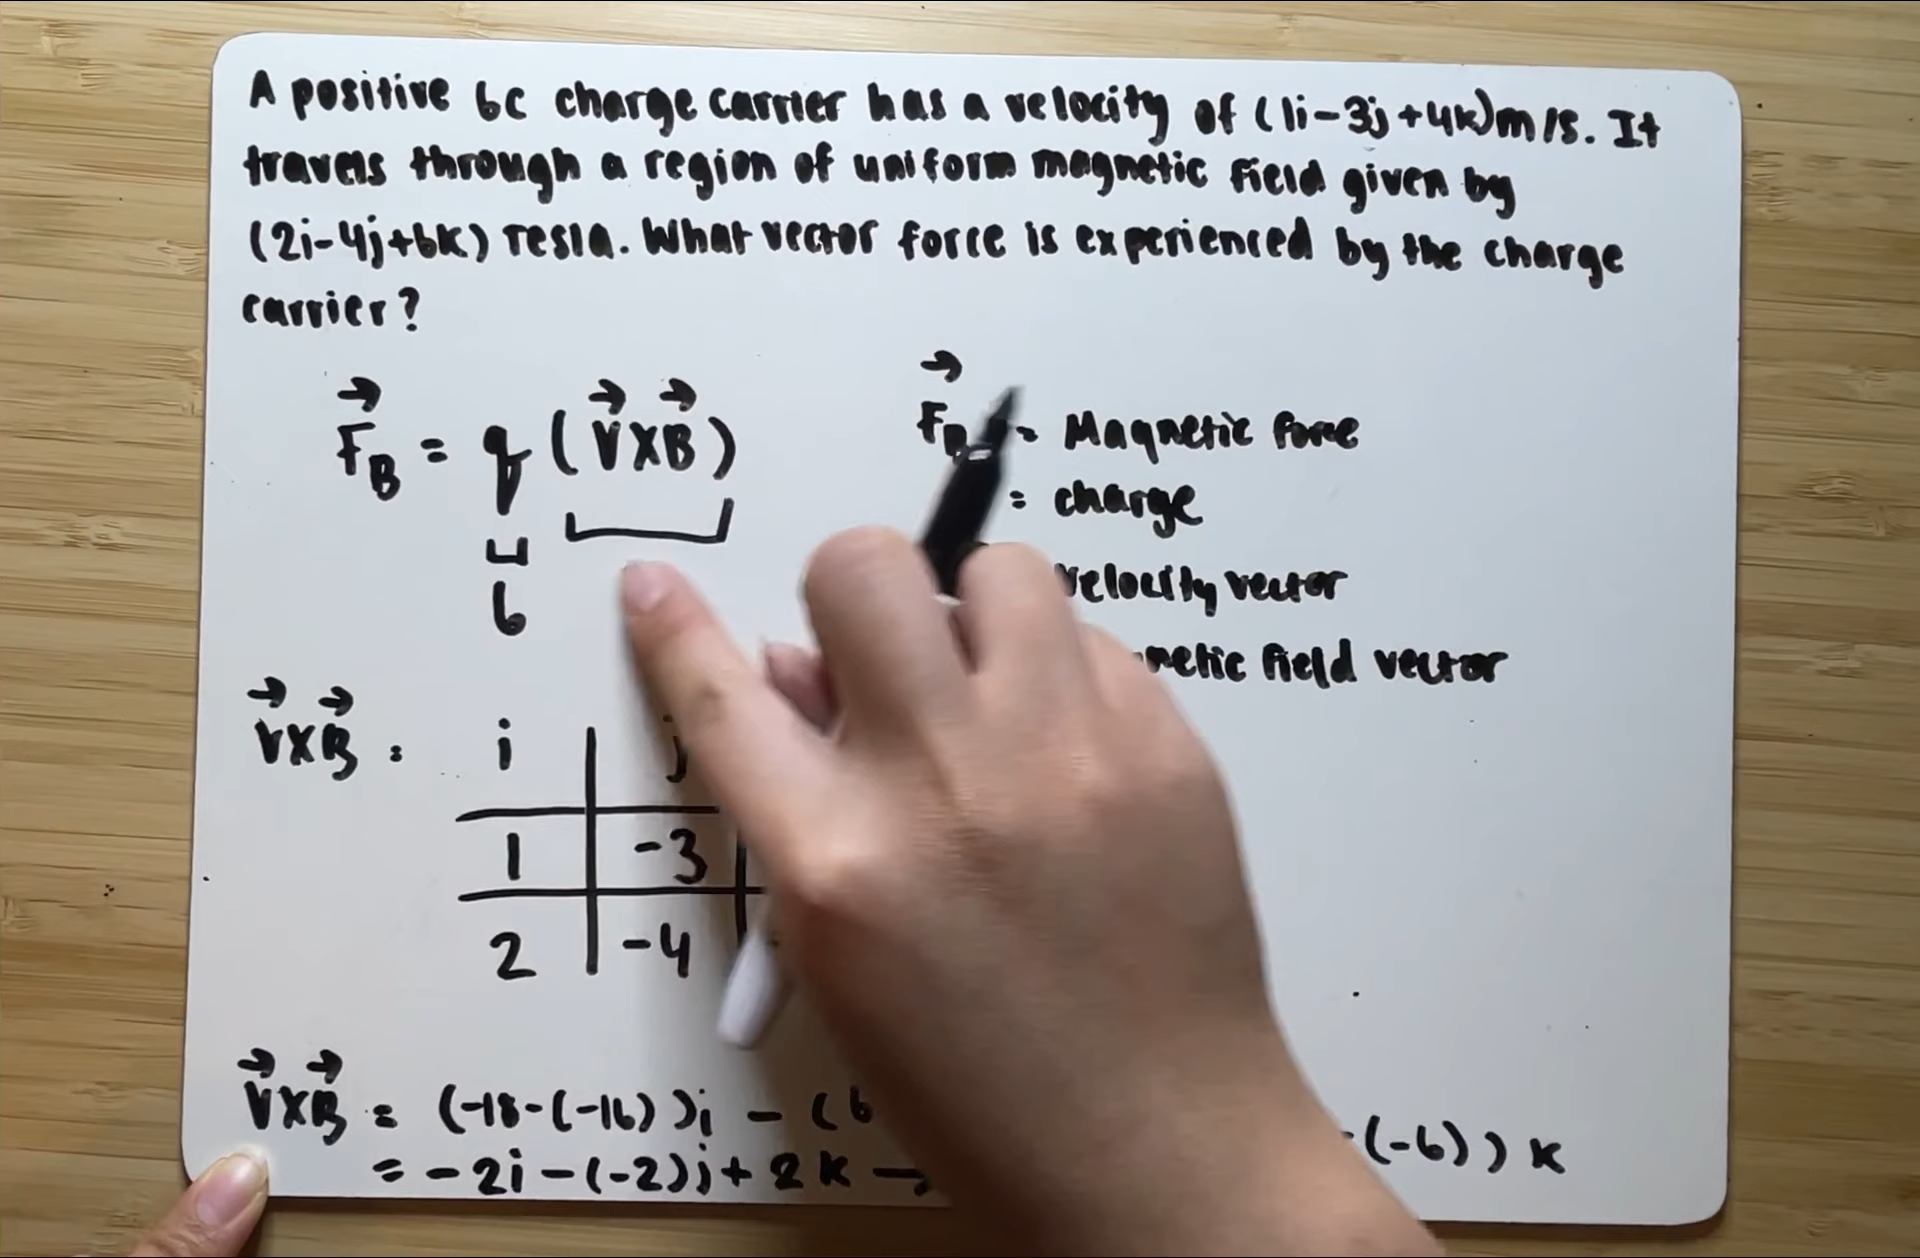 A positive 6c charge carrier has a velocity of (1i-3j+4k)m/s. It
travels through a region of uniform magnetic field given by
(2i-4j+6k) Tesla. What vector force is experienced by the charge
carrier?
→ → → →
F_B = q (V×B) F_B = Magnetic force
= charge
6 velocity vector
field vector
→ →
V×B = i j
1 -3
2 -4
→ →
V×B = (-18-(-16))i - (6 -(-6)) k
= -2i-(-2)j+2k →